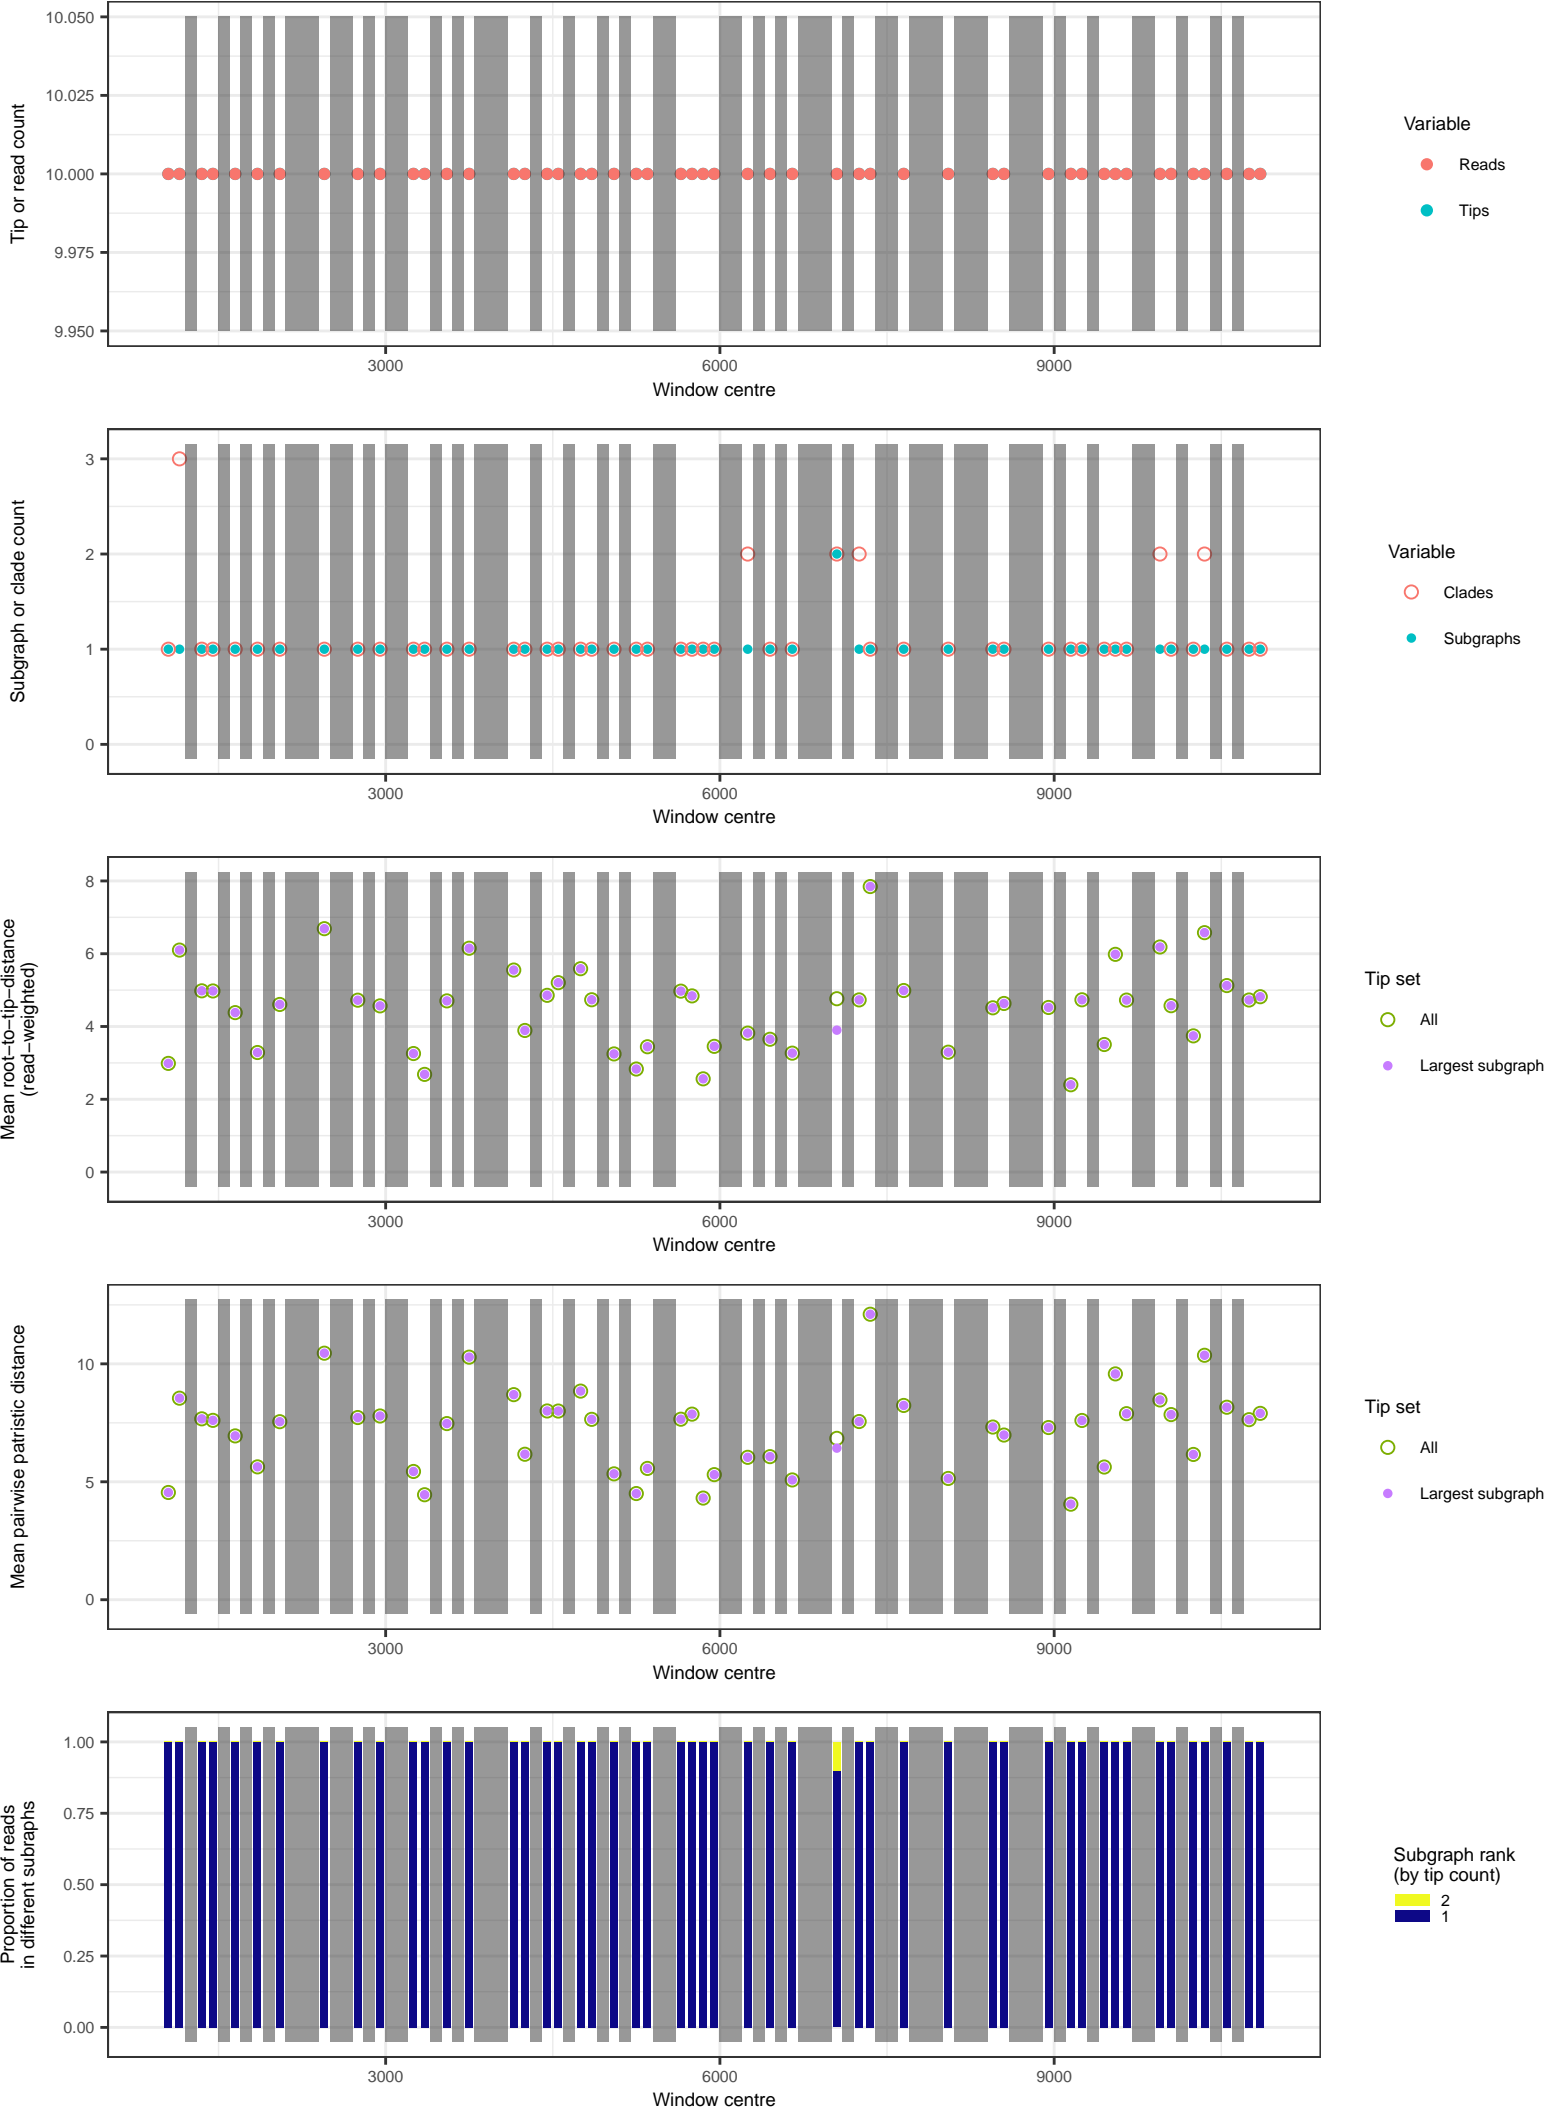 10.050
10.025
10.000
9.975
9.950
Tip or read count
3000
6000
9000
Window centre
Variable
Reads
Tips
3
2
1
0
Subgraph or clade count
3000
6000
9000
Window centre
Variable
Clades
Subgraphs
8
6
4
2
0
Mean root−to−tip−distance
(read−weighted)
3000
6000
9000
Window centre
Tip set
All
Largest subgraph
10
5
0
Mean pairwise patristic distance
3000
6000
9000
Window centre
Tip set
All
Largest subgraph
1.00
0.75
0.50
0.25
0.00
Proportion of reads
in different subraphs
3000
6000
9000
Window centre
Subgraph rank
(by tip count)
2
1